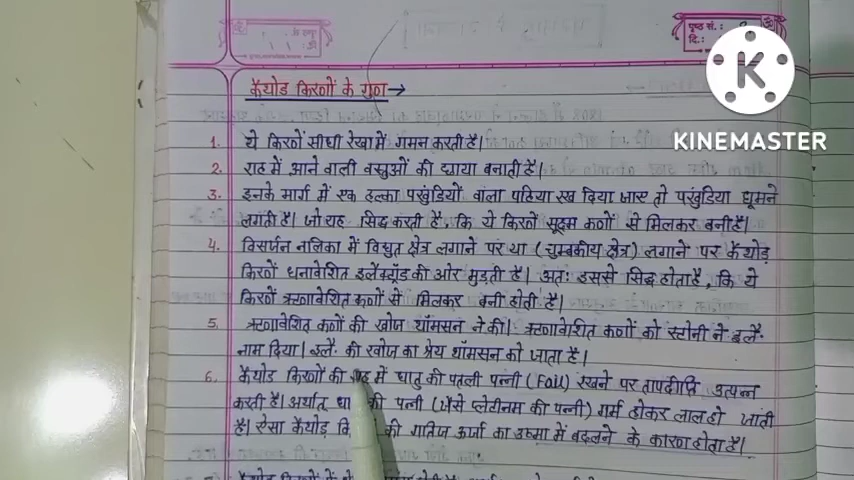 पृष्ठ सं.:
दि.:
KINEMASTER
कैथोड किरणों के गुण →
1. ये किरणें सीधी रेखा में गमन करती है।
2. राह में आने वाली वस्तुओं की छाया बनाती है।
3. इनके मार्ग में एक हल्का पखुंडियों वाला पहिया रख दिया जाए तो पखुंडिया घूमने
लगती है। जो यह सिद्ध करती है, कि ये किरणें सूक्ष्म कणों से मिलकर बनी है।
4. विसर्जन नलिका में विधुत क्षेत्र लगाने पर या (चुम्बकीय क्षेत्र) लगाने पर कैयोड़
किरणें धनावेशित इलेक्ट्रॉड की ओर मुड़ती है। अतः इससे सिद्ध होता है, कि ये
किरणें ऋणावेशित कणों से मिलकर बनी होती है।
5. ऋणावेशित कणों की खोज थॉमसन ने की। ऋणावेशित कणों को स्टोनी ने इलै.
नाम दिया। इलै. की खोज का श्रेय थॉमसन को जाता है।
6. कैयोड किरणों की राह में धातु की पतली पन्नी (Foil) रखने पर तापदीप्ति उत्पन्न
करती है। अर्थात् की पन्नी (जैसे प्लेटीनम की पन्नी) गर्म होकर लाल हो जाती
है। ऐसा कैयोड़ की गतिज ऊर्जा का उष्मा में बदलने के कारण होता है।